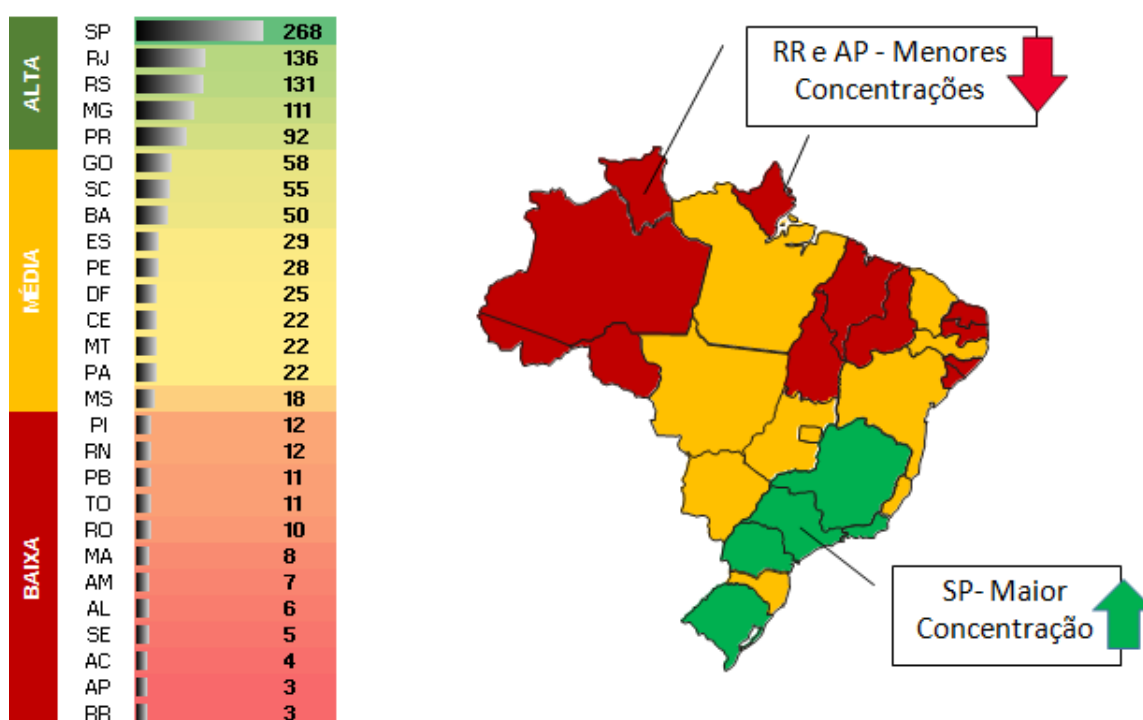 ALTA
SP 268
RJ 136
RS 131
MG 111
PR 92
MÉDIA
GO 58
SC 55
BA 50
ES 29
PE 28
DF 25
CE 22
MT 22
PA 22
MS 18
BAIXA
PI 12
RN 12
PB 11
TO 11
RO 10
MA 8
AM 7
AL 6
SE 5
AC 4
AP 3
RR 3
RR e AP - Menores
Concentrações
SP- Maior
Concentração